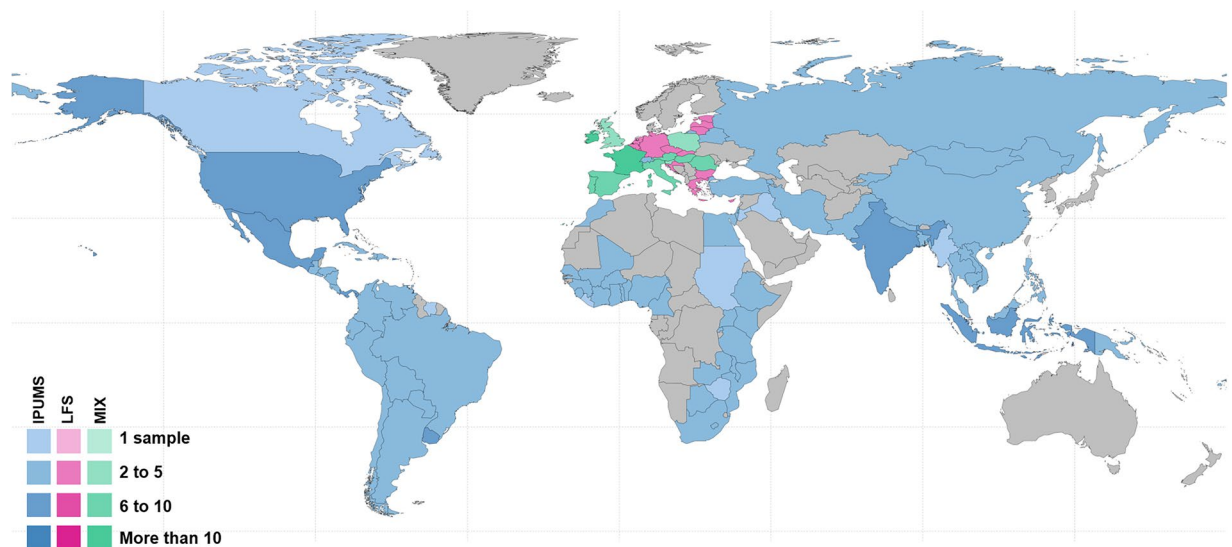 IPUMS
LFS
MIX
1 sample
2 to 5
6 to 10
More than 10